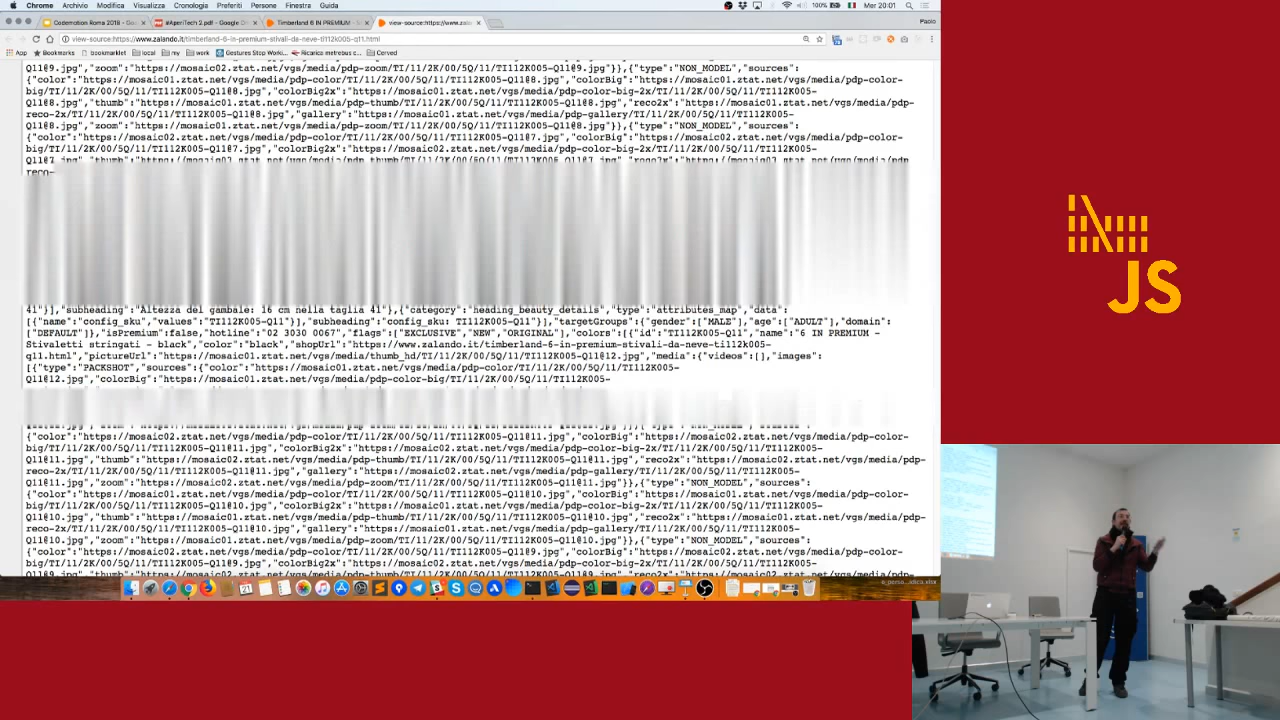 Chrome Archivio Modifica Visualizza Cronologia Preferiti Persone Finestra Guida 100% Mar 20:01
Codemotion Roma 2018 - Go #AperiTech 2.pdf - Google D Timberland 6 IN PREMIUM - S view-source:https://www.zala Paolo
view-source:https://www.zalando.it/timberland-6-in-premium-stivali-da-neve-ti112k005-q11.html
App Bookmarks bookmarklet local my work Gestures Stop Worki... Ricarica metrebus c... Cerved
Q11@9.jpg","zoom":"https://mosaic02.ztat.net/vgs/media/pdp-zoom/TI/11/2K/00/5Q/11/TI112K005-Q11@9.jpg"}},{"type":"NON_MODEL","sources":
{"color":"https://mosaic01.ztat.net/vgs/media/pdp-color/TI/11/2K/00/5Q/11/TI112K005-Q11@8.jpg","colorBig":"https://mosaic01.ztat.net/vgs/media/pdp-color-
big/TI/11/2K/00/5Q/11/TI112K005-Q11@8.jpg","colorBig2x":"https://mosaic01.ztat.net/vgs/media/pdp-color-big-2x/TI/11/2K/00/5Q/11/TI112K005-
Q11@8.jpg","thumb":"https://mosaic01.ztat.net/vgs/media/pdp-thumb/TI/11/2K/00/5Q/11/TI112K005-Q11@8.jpg","reco2x":"https://mosaic01.ztat.net/vgs/media/pdp-
reco-2x/TI/11/2K/00/5Q/11/TI112K005-Q11@8.jpg","gallery":"https://mosaic01.ztat.net/vgs/media/pdp-gallery/TI/11/2K/00/5Q/11/TI112K005-
Q11@8.jpg","zoom":"https://mosaic01.ztat.net/vgs/media/pdp-zoom/TI/11/2K/00/5Q/11/TI112K005-Q11@8.jpg"}},{"type":"NON_MODEL","sources":
{"color":"https://mosaic02.ztat.net/vgs/media/pdp-color/TI/11/2K/00/5Q/11/TI112K005-Q11@7.jpg","colorBig":"https://mosaic02.ztat.net/vgs/media/pdp-color-
big/TI/11/2K/00/5Q/11/TI112K005-Q11@7.jpg","colorBig2x":"https://mosaic02.ztat.net/vgs/media/pdp-color-big-2x/TI/11/2K/00/5Q/11/TI112K005-
reco-
41"}],"subheading":"Altezza del gambale: 16 cm nella taglia 41"},{"category":"heading_beauty_details","type":"attributes_map","data":
[{"name":"config_sku","values":"TI112K005-Q11"}],"subheading":"config_sku: TI112K005-Q11"}],"targetGroups":{"gender":["MALE"],"age":["ADULT"],"domain":
["DEFAULT"]},"isPremium":false,"hotline":"02 3030 0067","flags":["EXCLUSIVE","NEW","ORIGINAL"],"colors":[{"id":"TI112K005-Q11","name":"6 IN PREMIUM -
Stivaletti stringati - black","color":"black","shopUrl":"https://www.zalando.it/timberland-6-in-premium-stivali-da-neve-ti112k005-
q11.html","pictureUrl":"https://mosaic01.ztat.net/vgs/media/thumb_hd/TI/11/2K/00/5Q/11/TI112K005-Q11@12.jpg","media":{"videos":[],"images":
[{"type":"PACKSHOT","sources":{"color":"https://mosaic01.ztat.net/vgs/media/pdp-color/TI/11/2K/00/5Q/11/TI112K005-
Q11@12.jpg","colorBig":"https://mosaic01.ztat.net/vgs/media/pdp-color-big/TI/11/2K/00/5Q/11/TI112K005-
{"color":"https://mosaic02.ztat.net/vgs/media/pdp-color/TI/11/2K/00/5Q/11/TI112K005-Q11@11.jpg","colorBig":"https://mosaic02.ztat.net/vgs/media/pdp-color-
big/TI/11/2K/00/5Q/11/TI112K005-Q11@11.jpg","colorBig2x":"https://mosaic02.ztat.net/vgs/media/pdp-color-big-2x/TI/11/2K/00/5Q/11/TI112K005-
Q11@11.jpg","thumb":"https://mosaic02.ztat.net/vgs/media/pdp-thumb/TI/11/2K/00/5Q/11/TI112K005-Q11@11.jpg","reco2x":"https://mosaic02.ztat.net/vgs/media/pdp-
reco-2x/TI/11/2K/00/5Q/11/TI112K005-Q11@11.jpg","gallery":"https://mosaic02.ztat.net/vgs/media/pdp-gallery/TI/11/2K/00/5Q/11/TI112K005-
Q11@11.jpg","zoom":"https://mosaic02.ztat.net/vgs/media/pdp-zoom/TI/11/2K/00/5Q/11/TI112K005-Q11@11.jpg"}},{"type":"NON_MODEL","sources":
{"color":"https://mosaic01.ztat.net/vgs/media/pdp-color/TI/11/2K/00/5Q/11/TI112K005-Q11@10.jpg","colorBig":"https://mosaic01.ztat.net/vgs/media/pdp-color-
big/TI/11/2K/00/5Q/11/TI112K005-Q11@10.jpg","colorBig2x":"https://mosaic01.ztat.net/vgs/media/pdp-color-big-2x/TI/11/2K/00/5Q/11/TI112K005-
Q11@10.jpg","thumb":"https://mosaic01.ztat.net/vgs/media/pdp-thumb/TI/11/2K/00/5Q/11/TI112K005-Q11@10.jpg","reco2x":"https://mosaic01.ztat.net/vgs/media/pdp-
reco-2x/TI/11/2K/00/5Q/11/TI112K005-Q11@10.jpg","gallery":"https://mosaic01.ztat.net/vgs/media/pdp-gallery/TI/11/2K/00/5Q/11/TI112K005-
Q11@10.jpg","zoom":"https://mosaic01.ztat.net/vgs/media/pdp-zoom/TI/11/2K/00/5Q/11/TI112K005-Q11@10.jpg"}},{"type":"NON_MODEL","sources":
{"color":"https://mosaic02.ztat.net/vgs/media/pdp-color/TI/11/2K/00/5Q/11/TI112K005-Q11@9.jpg","colorBig":"https://mosaic02.ztat.net/vgs/media/pdp-color-
big/TI/11/2K/00/5Q/11/TI112K005-Q11@9.jpg","colorBig2x":"https://mosaic02.ztat.net/vgs/media/pdp-color-big-2x/TI/11/2K/00/5Q/11/TI112K005-
JS